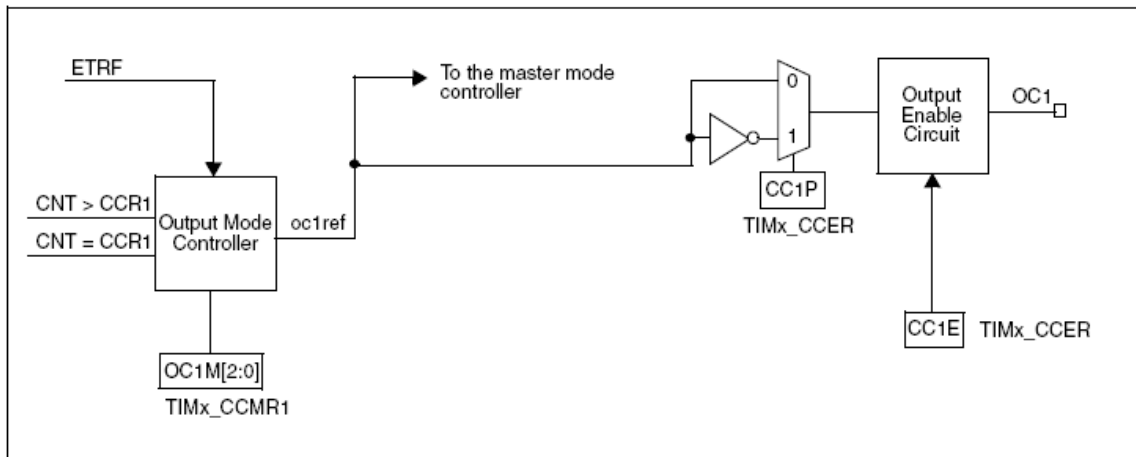 ETRF
To the master mode
controller
0
1
Output
Enable
Circuit
OC1
CNT > CCR1
CNT = CCR1
Output Mode
Controller
oc1ref
CC1P
TIMx_CCER
CC1E
TIMx_CCER
OC1M[2:0]
TIMx_CCMR1